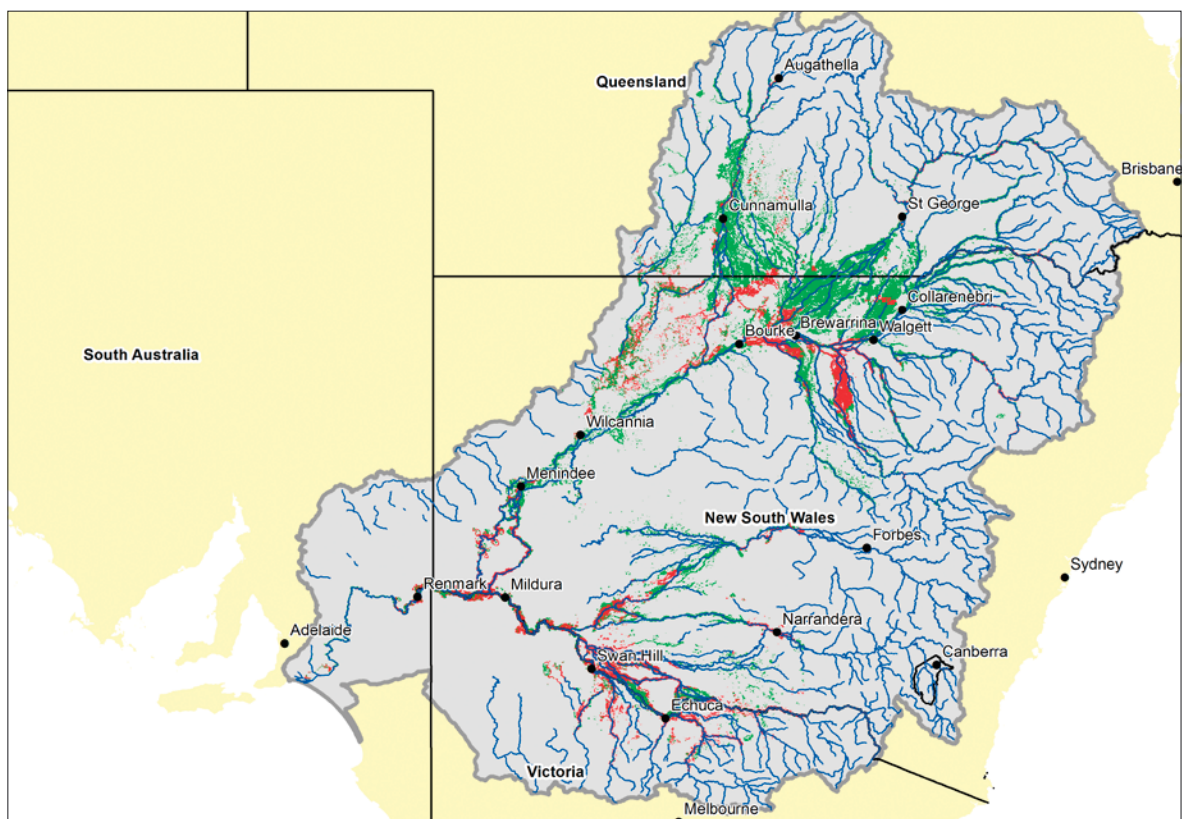 Augathella
Queensland
Brisbane
Cunnamulla
St George
Collarenebri
Bourke
Brewarrina
Walgett
South Australia
Wilcannia
Menindee
New South Wales
Forbes
Sydney
Renmark
Mildura
Adelaide
Narrandera
Canberra
Swan Hill
Echuca
Victoria
Melbourne